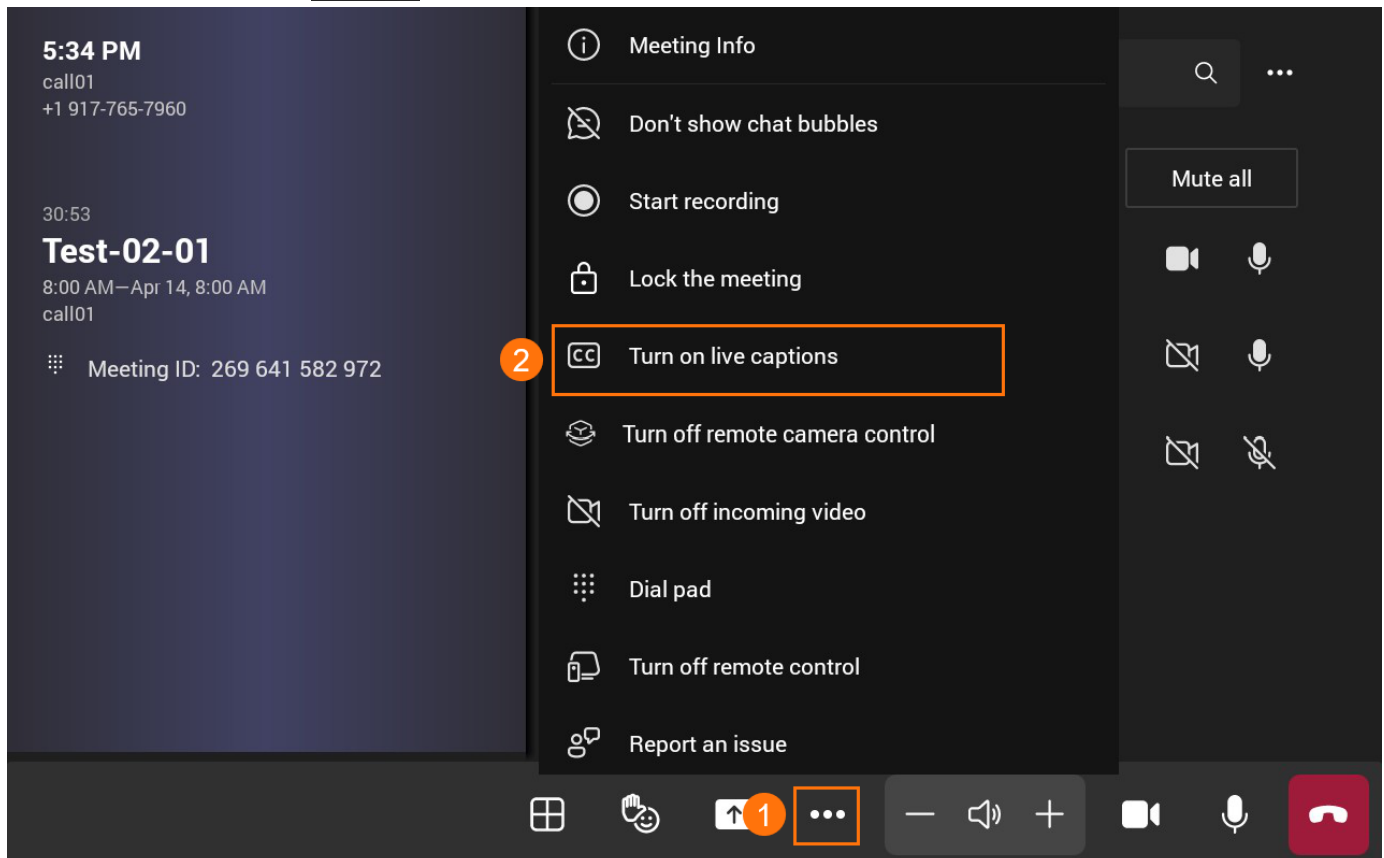 5:34 PM
call01
+1 917-765-7960
30:53
Test-02-01
8:00 AM—Apr 14, 8:00 AM
call01
Meeting ID: 269 641 582 972
Meeting Info
Don't show chat bubbles
Start recording
Lock the meeting
2
CC
Turn on live captions
Turn off remote camera control
Turn off incoming video
Dial pad
Turn off remote control
Report an issue
Mute all
1